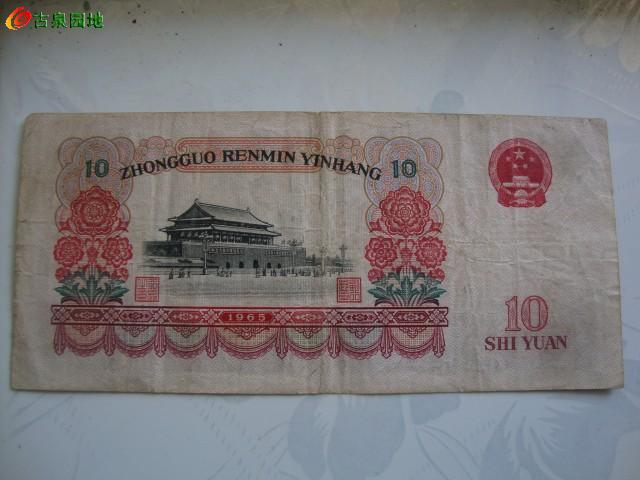 古泉园地
10 ZHONGGUO RENMIN YINHANG 10
1965
10
SHI YUAN